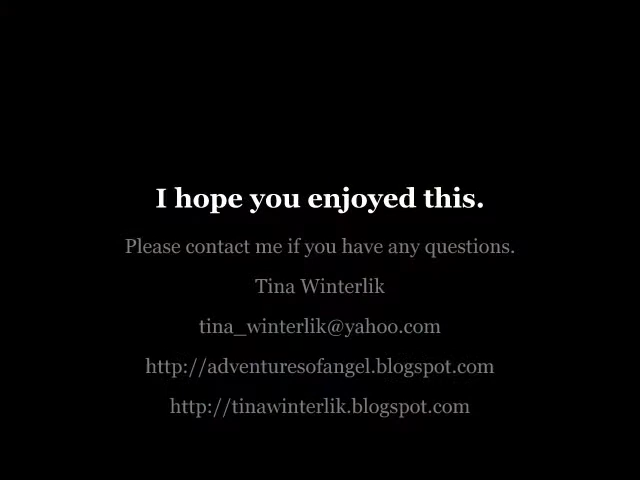 I hope you enjoyed this.
Please contact me if you have any questions.
Tina Winterlik
tina_winterlik@yahoo.com
http://adventuresofangel.blogspot.com
http://tinawinterlik.blogspot.com